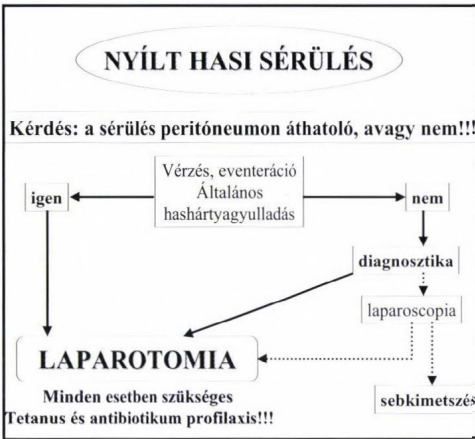 NYÍLT HASI SÉRÜLÉS
Kérdés: a sérülés peritóneumon áthatoló, avagy nem!!!
Vérzés, eventeráció
Általános
hashártyagyulladás
igen
nem
diagnosztika
laparoscopia
LAPAROTOMIA
Minden esetben szükséges
Tetanus és antibiotikum profilaxis!!!
sebkimetszés